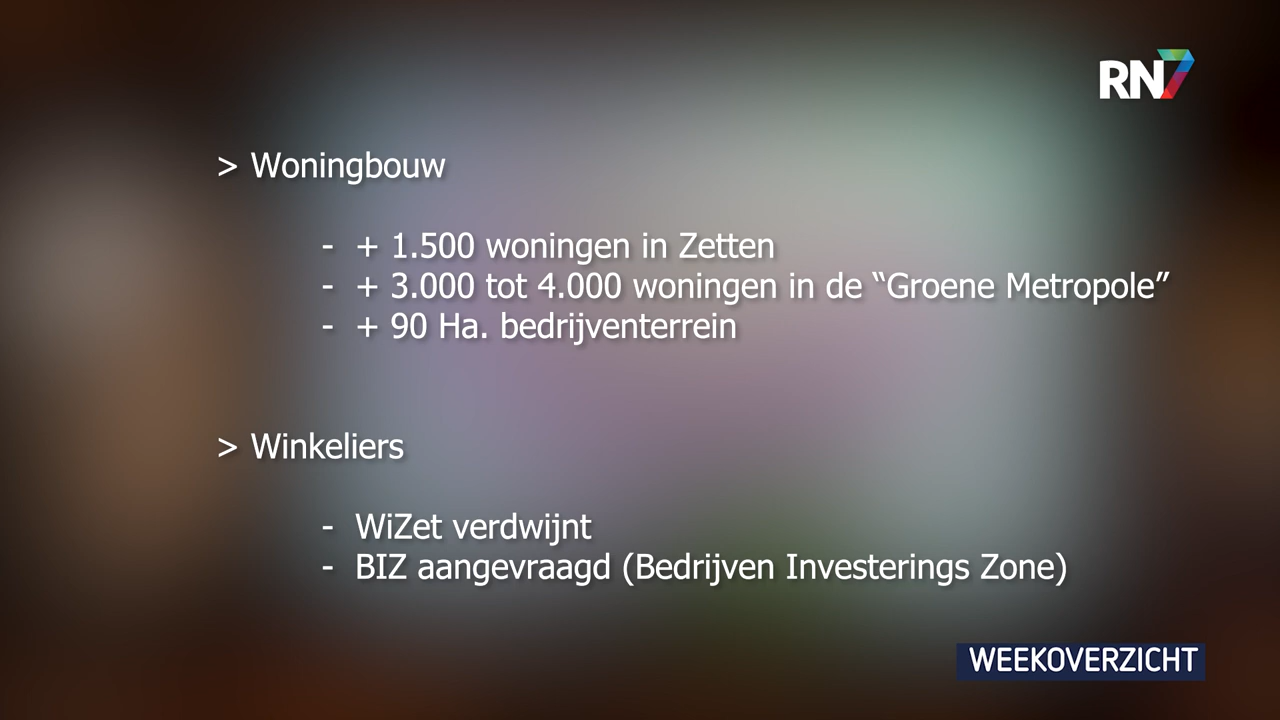 RN7
> Woningbouw
- + 1.500 woningen in Zetten
- + 3.000 tot 4.000 woningen in de “Groene Metropole”
- + 90 Ha. bedrijventerrein
> Winkeliers
- WiZet verdwijnt
- BIZ aangevraagd (Bedrijven Investerings Zone)
WEEKOVERZICHT